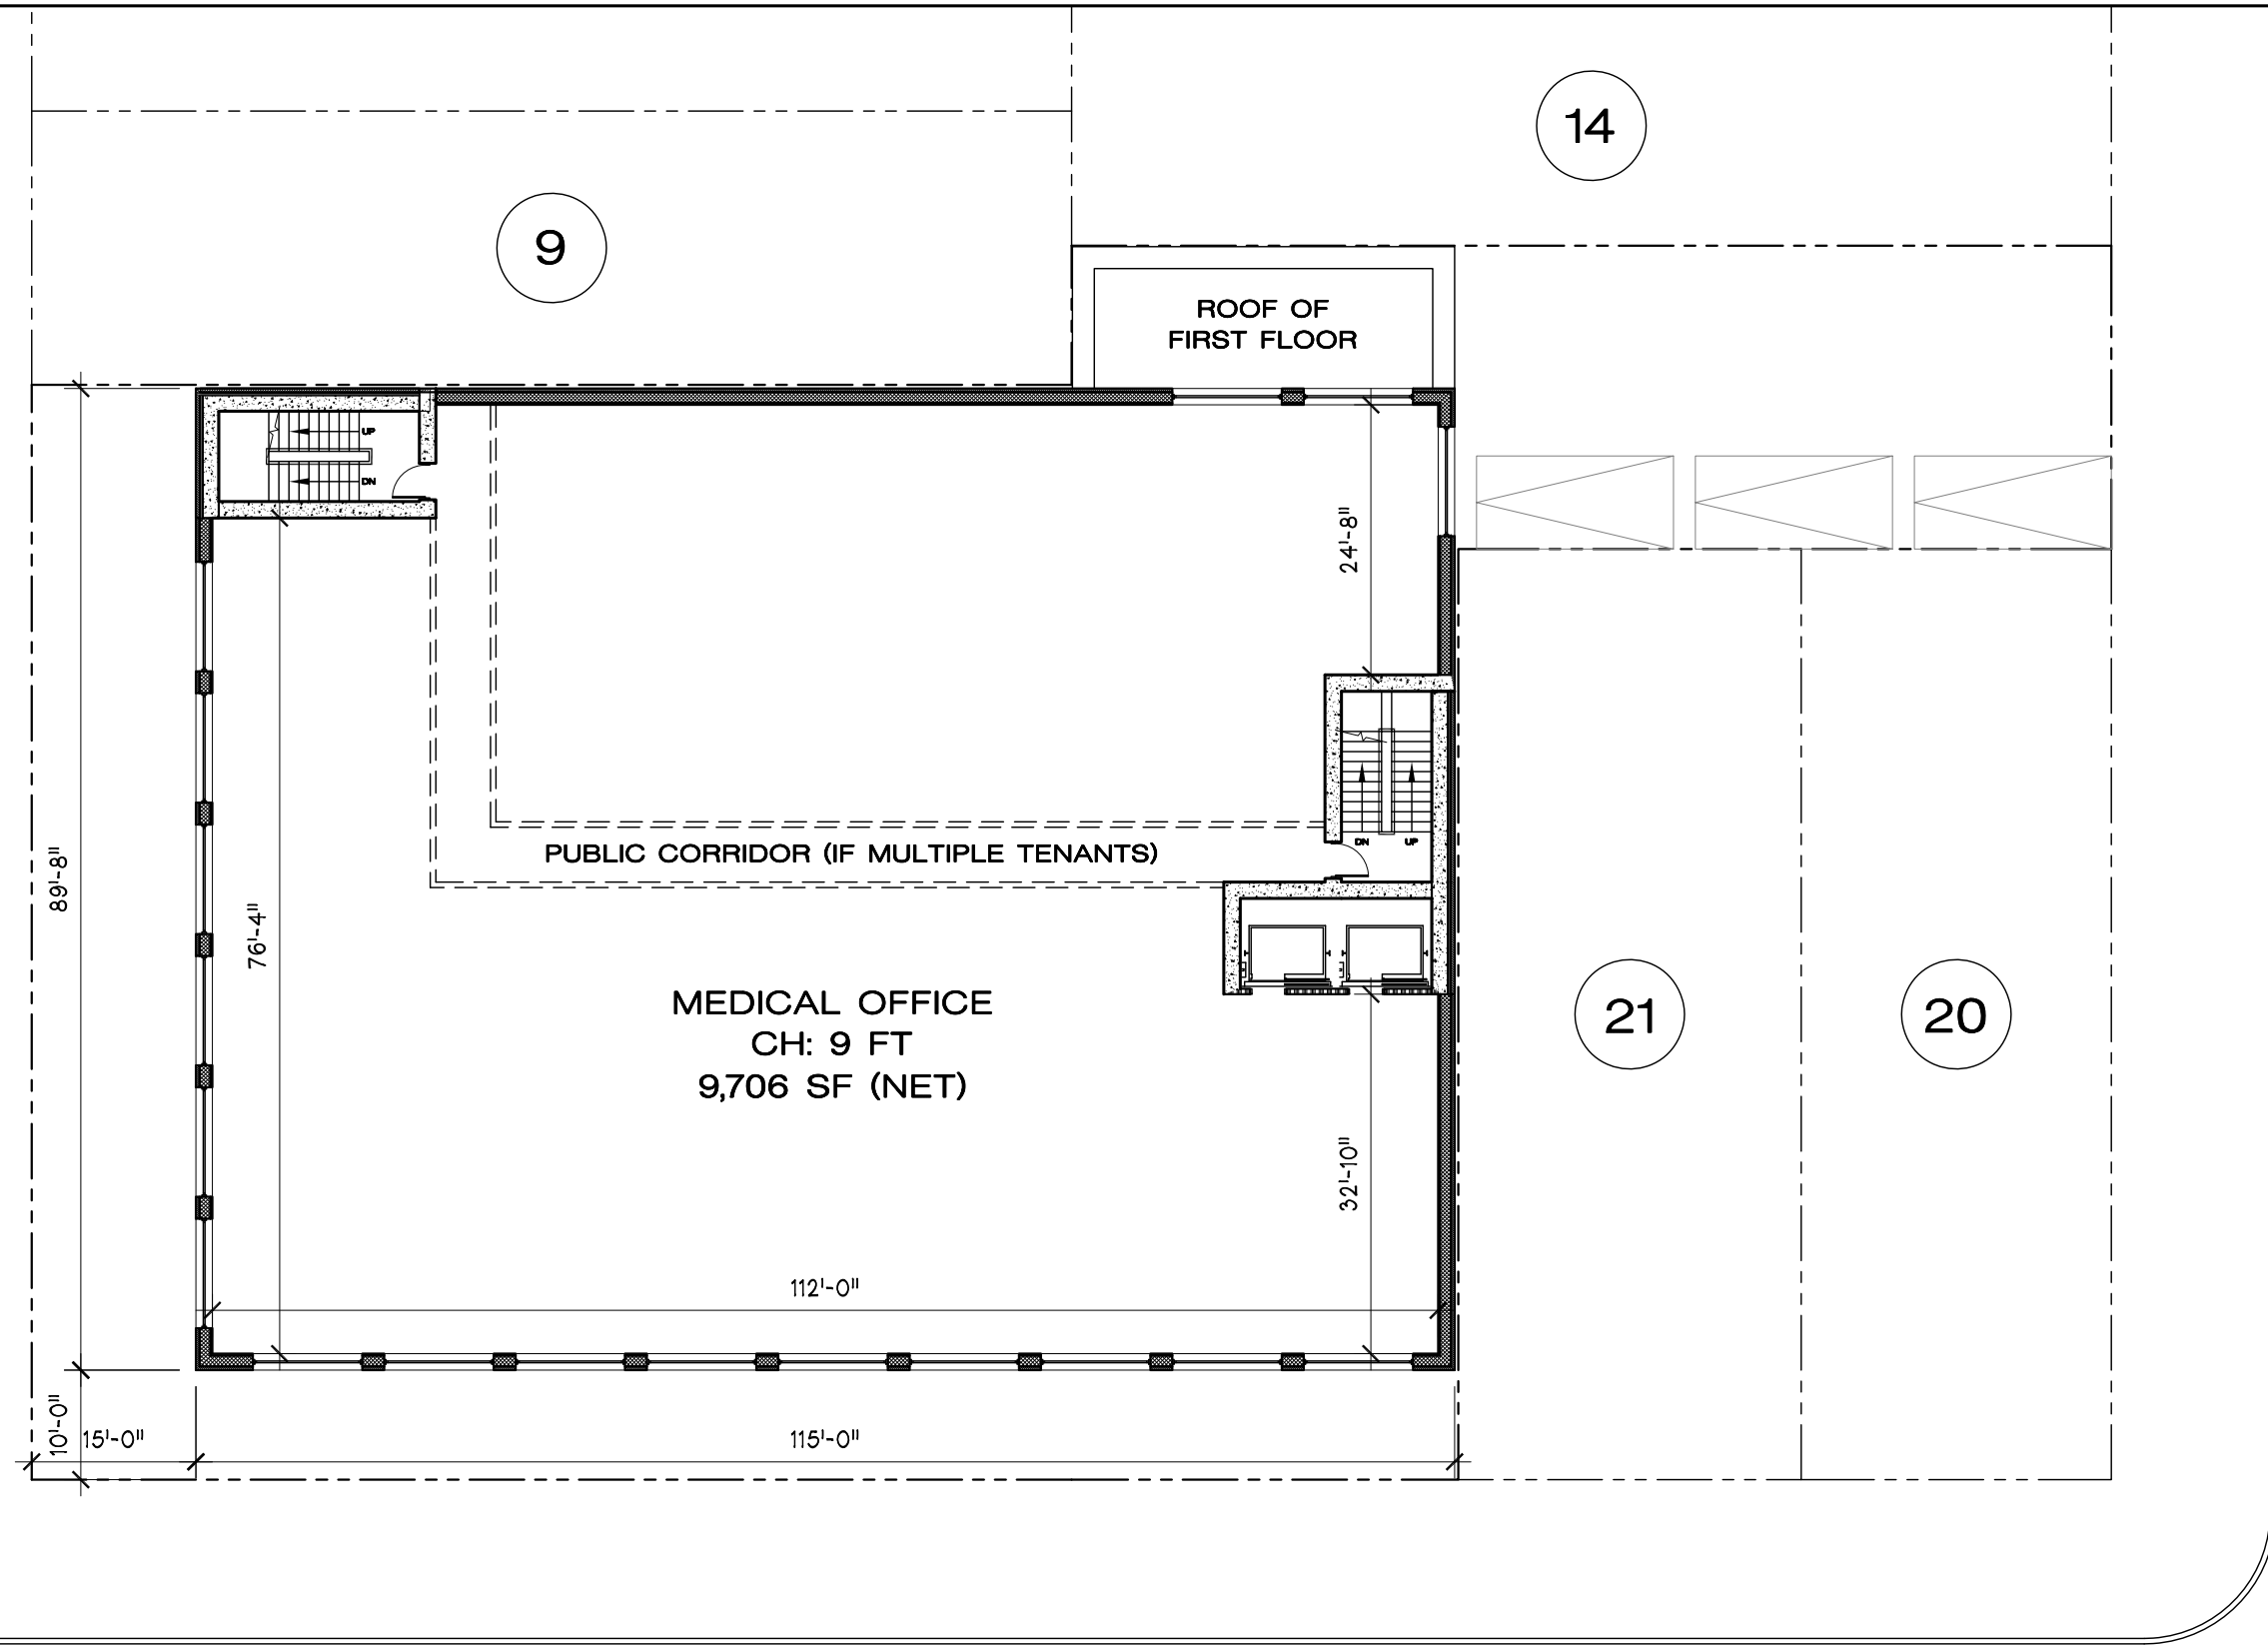 14
9
ROOF OF
FIRST FLOOR
UP
DN
24'-8"
89'-8"
76'-4"
PUBLIC CORRIDOR (IF MULTIPLE TENANTS)
DN
UP
MEDICAL OFFICE
CH: 9 FT
9,706 SF (NET)
21
20
32'-10"
112'-0"
10'-0"
15'-0"
115'-0"